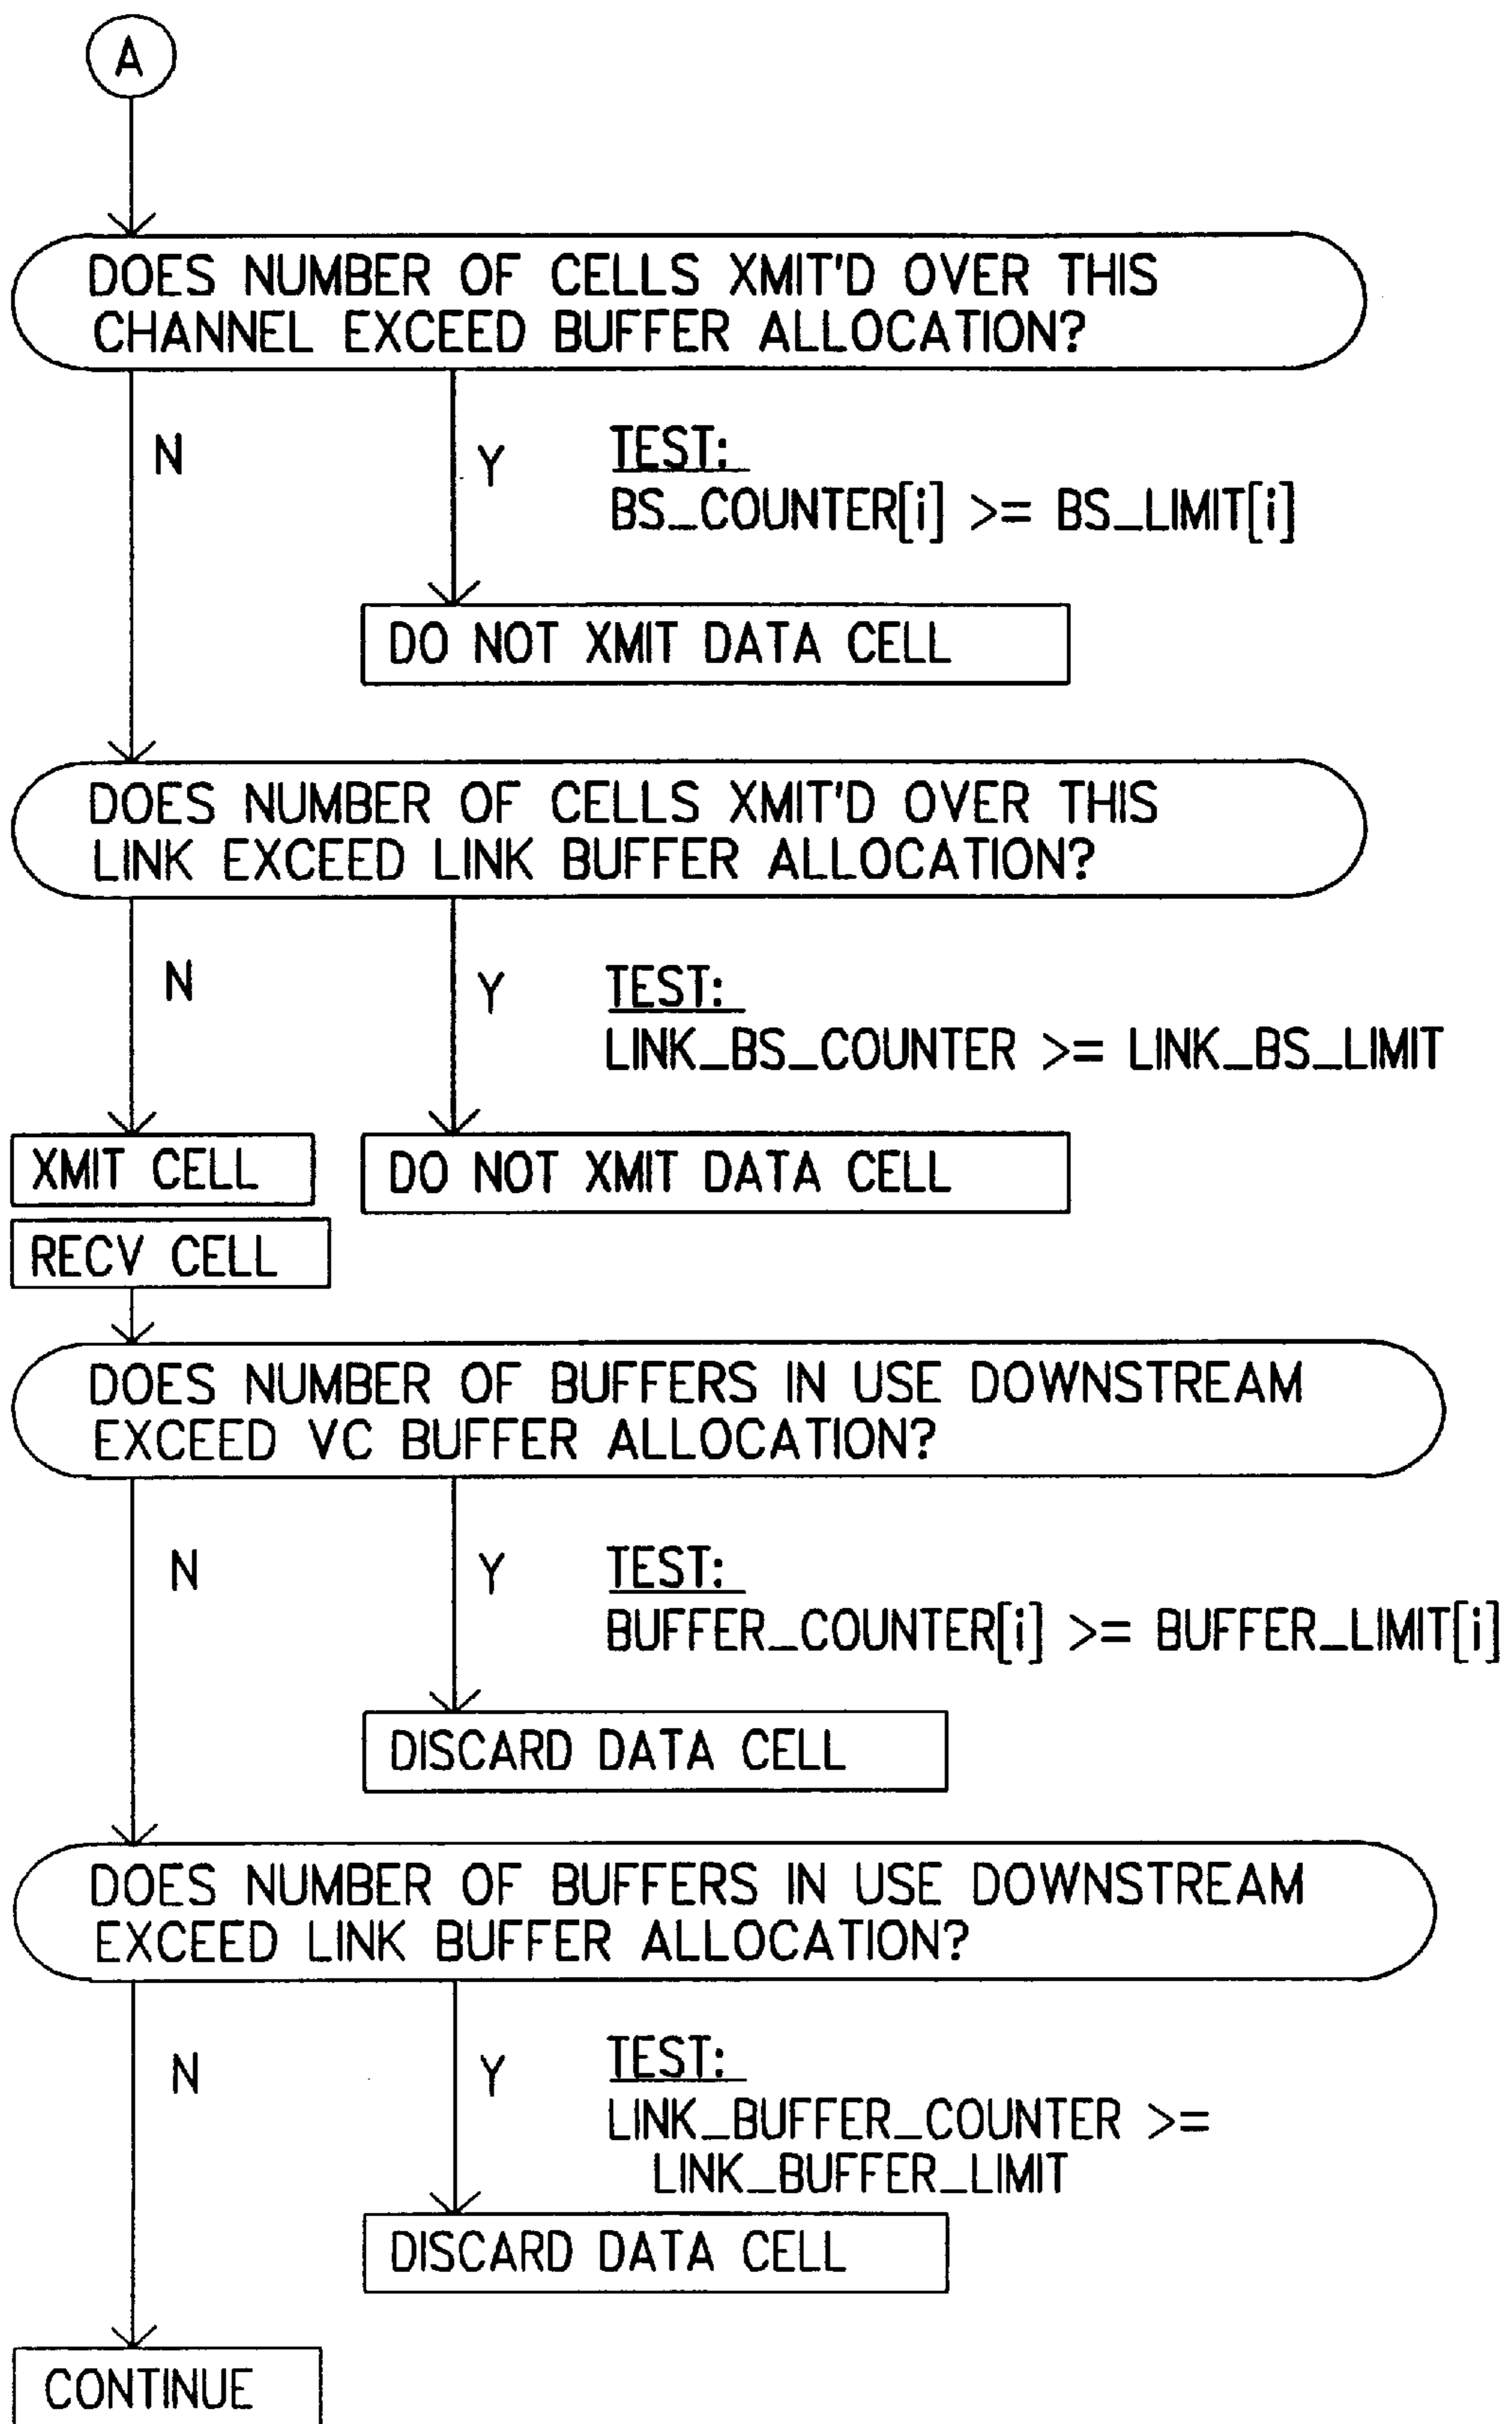 A
DOES NUMBER OF CELLS XMIT'D OVER THIS
CHANNEL EXCEED BUFFER ALLOCATION?
N
Y
TEST:
BS_COUNTER[i] >= BS_LIMIT[i]
DO NOT XMIT DATA CELL
DOES NUMBER OF CELLS XMIT'D OVER THIS
LINK EXCEED LINK BUFFER ALLOCATION?
N
Y
TEST:
LINK_BS_COUNTER >= LINK_BS_LIMIT
XMIT CELL
DO NOT XMIT DATA CELL
RECV CELL
DOES NUMBER OF BUFFERS IN USE DOWNSTREAM
EXCEED VC BUFFER ALLOCATION?
N
Y
TEST:
BUFFER_COUNTER[i] >= BUFFER_LIMIT[i]
DISCARD DATA CELL
DOES NUMBER OF BUFFERS IN USE DOWNSTREAM
EXCEED LINK BUFFER ALLOCATION?
N
Y
TEST:
LINK_BUFFER_COUNTER >=
LINK_BUFFER_LIMIT
DISCARD DATA CELL
CONTINUE